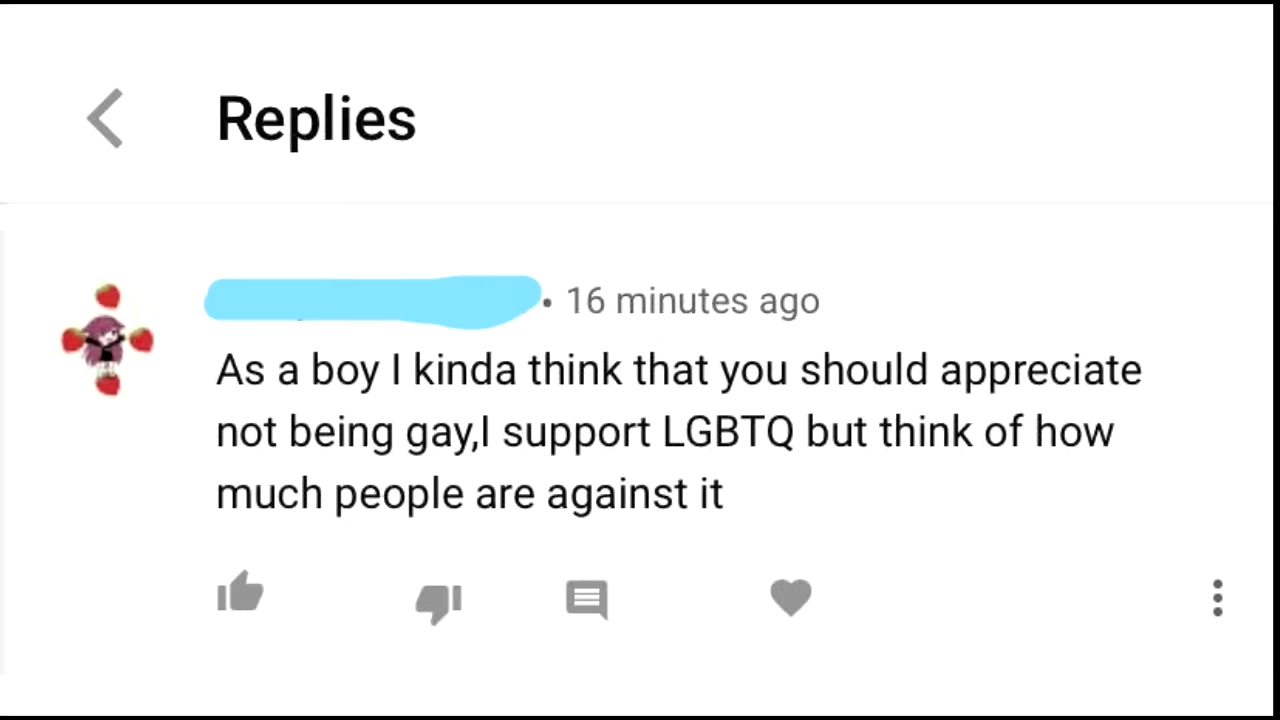 Replies
• 16 minutes ago
As a boy I kinda think that you should appreciate
not being gay,I support LGBTQ but think of how
much people are against it